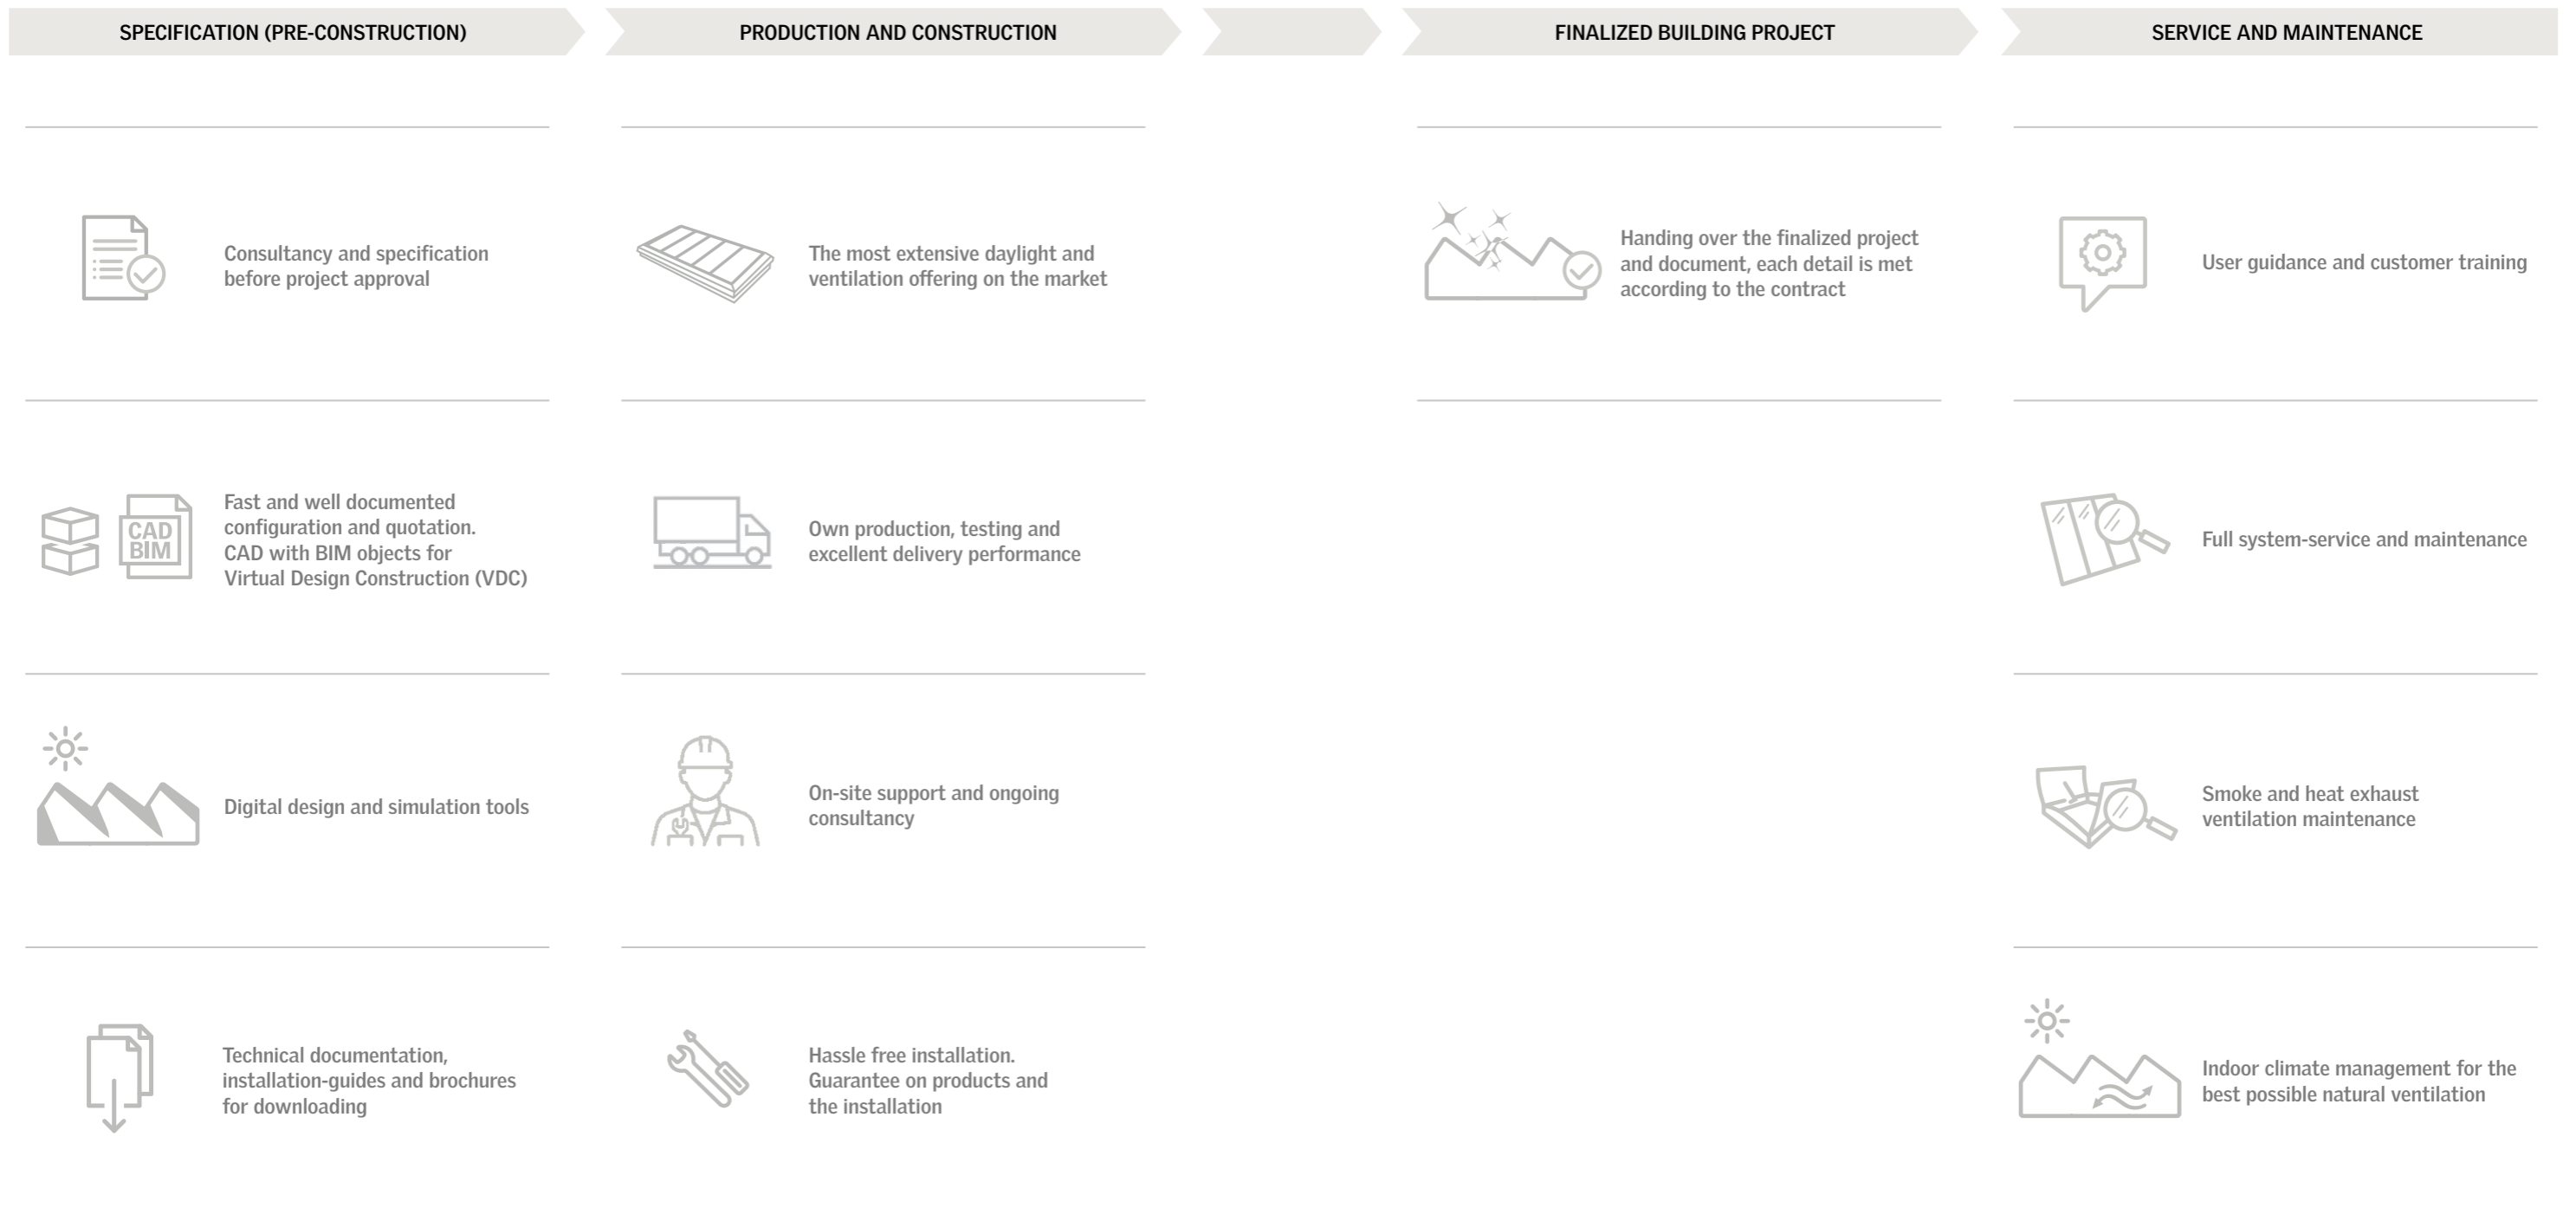 SPECIFICATION (PRE-CONSTRUCTION)
Consultancy and specification
before project approval
CAD
BIM
Fast and well documented
configuration and quotation.
CAD with BIM objects for
Virtual Design Construction (VDC)
Digital design and simulation tools
Technical documentation,
installation-guides and brochures
for downloading
PRODUCTION AND CONSTRUCTION
The most extensive daylight and
ventilation offering on the market
Own production, testing and
excellent delivery performance
On-site support and ongoing
consultancy
Hassle free installation.
Guarantee on products and
the installation
FINALIZED BUILDING PROJECT
Handing over the finalized project
and document, each detail is met
according to the contract
SERVICE AND MAINTENANCE
User guidance and customer training
Full system-service and maintenance
Smoke and heat exhaust
ventilation maintenance
Indoor climate management for the
best possible natural ventilation